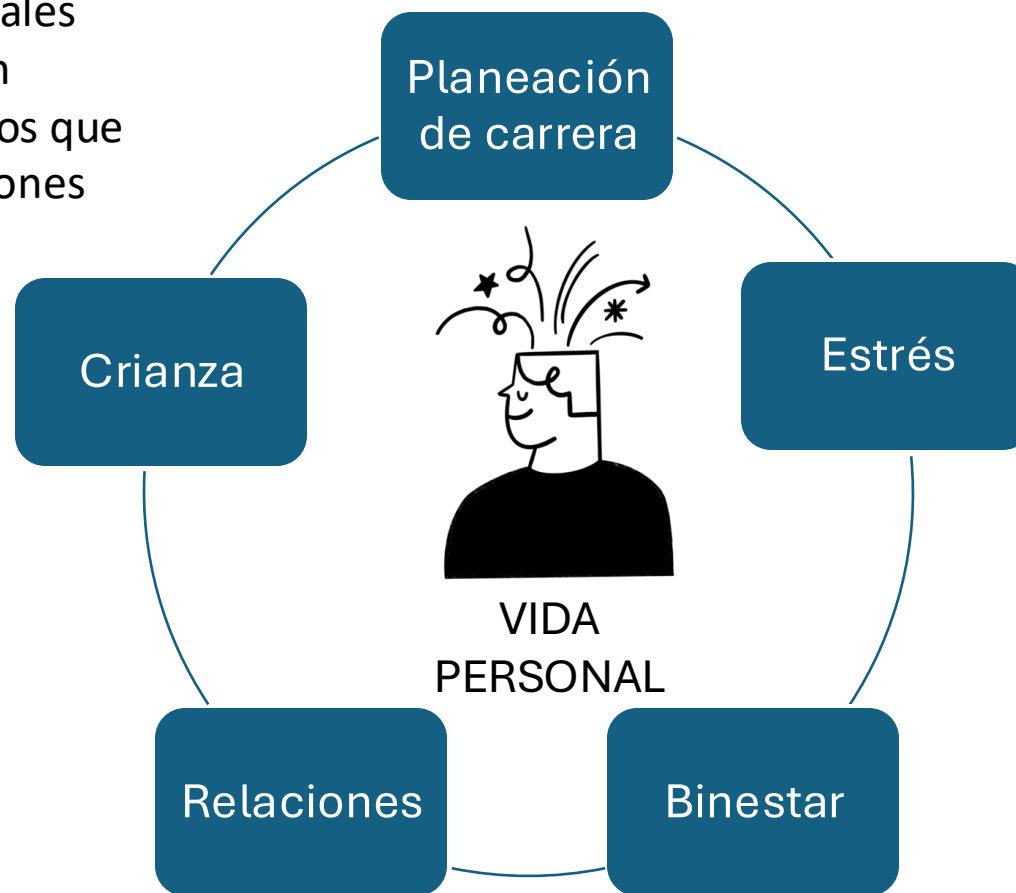 ales
n
os que
ones
Planeación
de carrera
Crianza
Estrés
VIDA
PERSONAL
Relaciones
Binestar